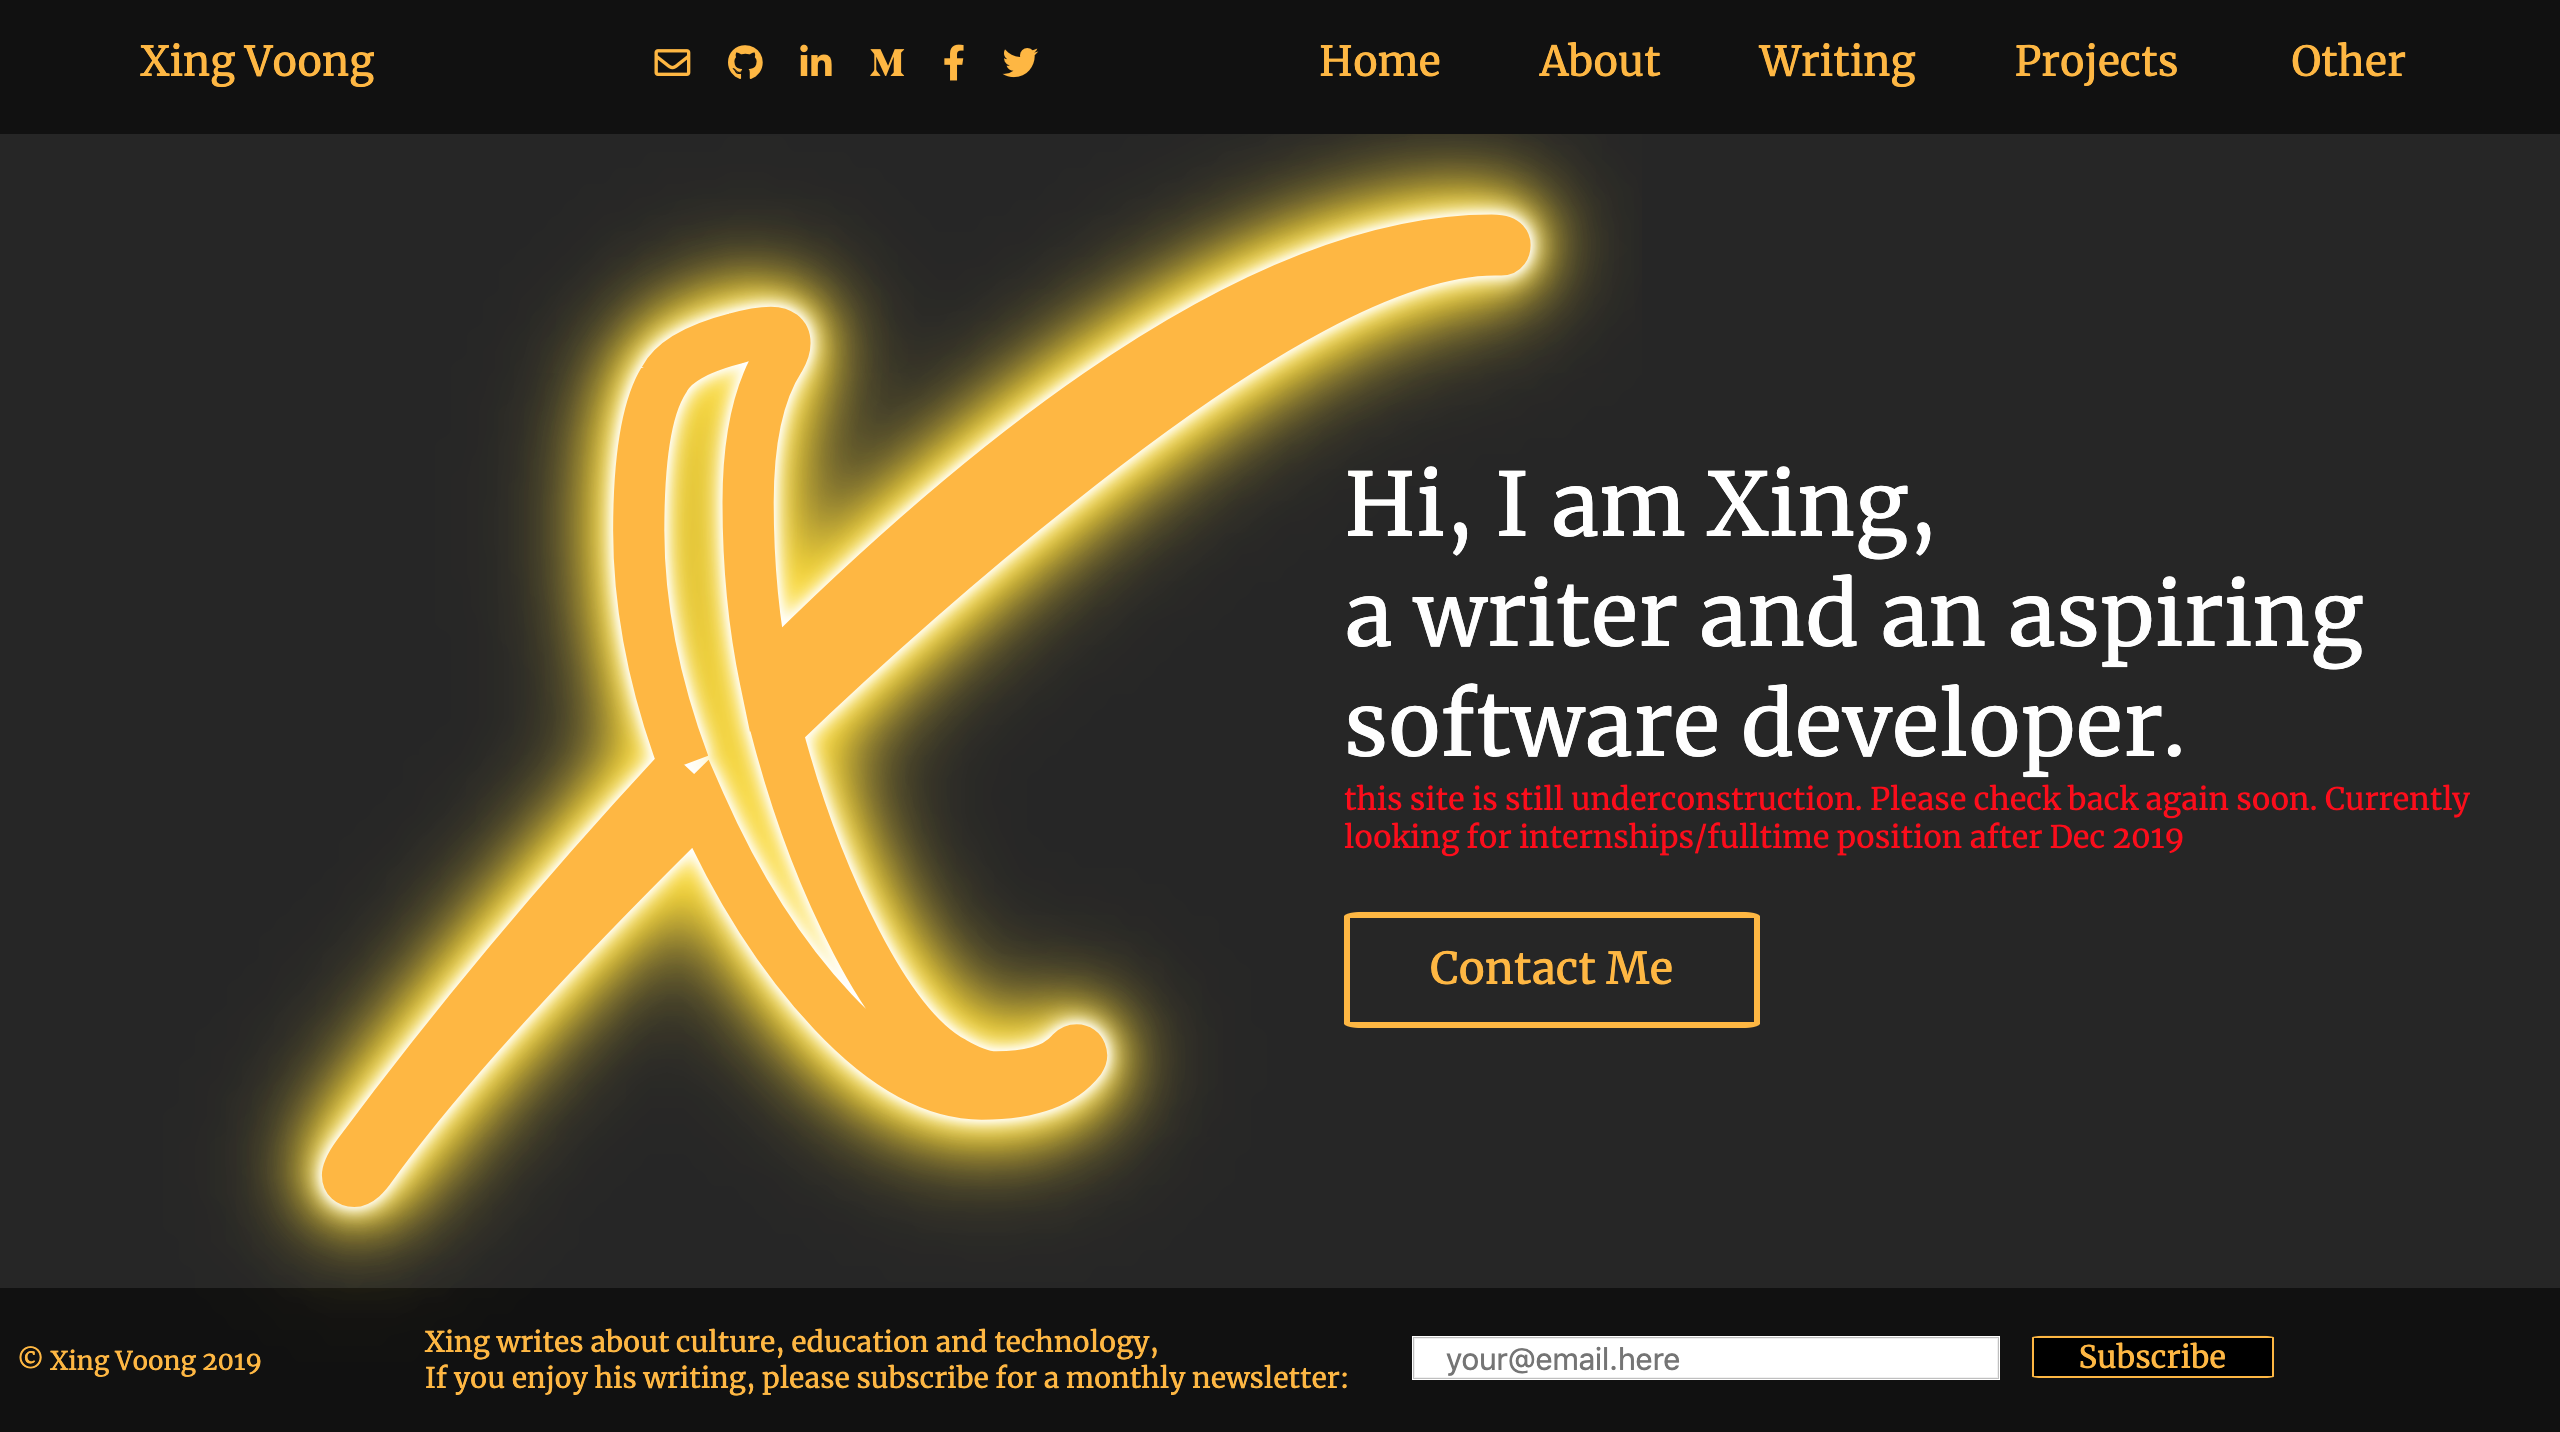 Xing Voong
Home About Writing Projects Other
Hi, I am Xing,
a writer and an aspiring
software developer.
this site is still underconstruction. Please check back again soon. Currently
looking for internships/fulltime position after Dec 2019
Contact Me
© Xing Voong 2019
Xing writes about culture, education and technology,
If you enjoy his writing, please subscribe for a monthly newsletter:
your@email.here
Subscribe